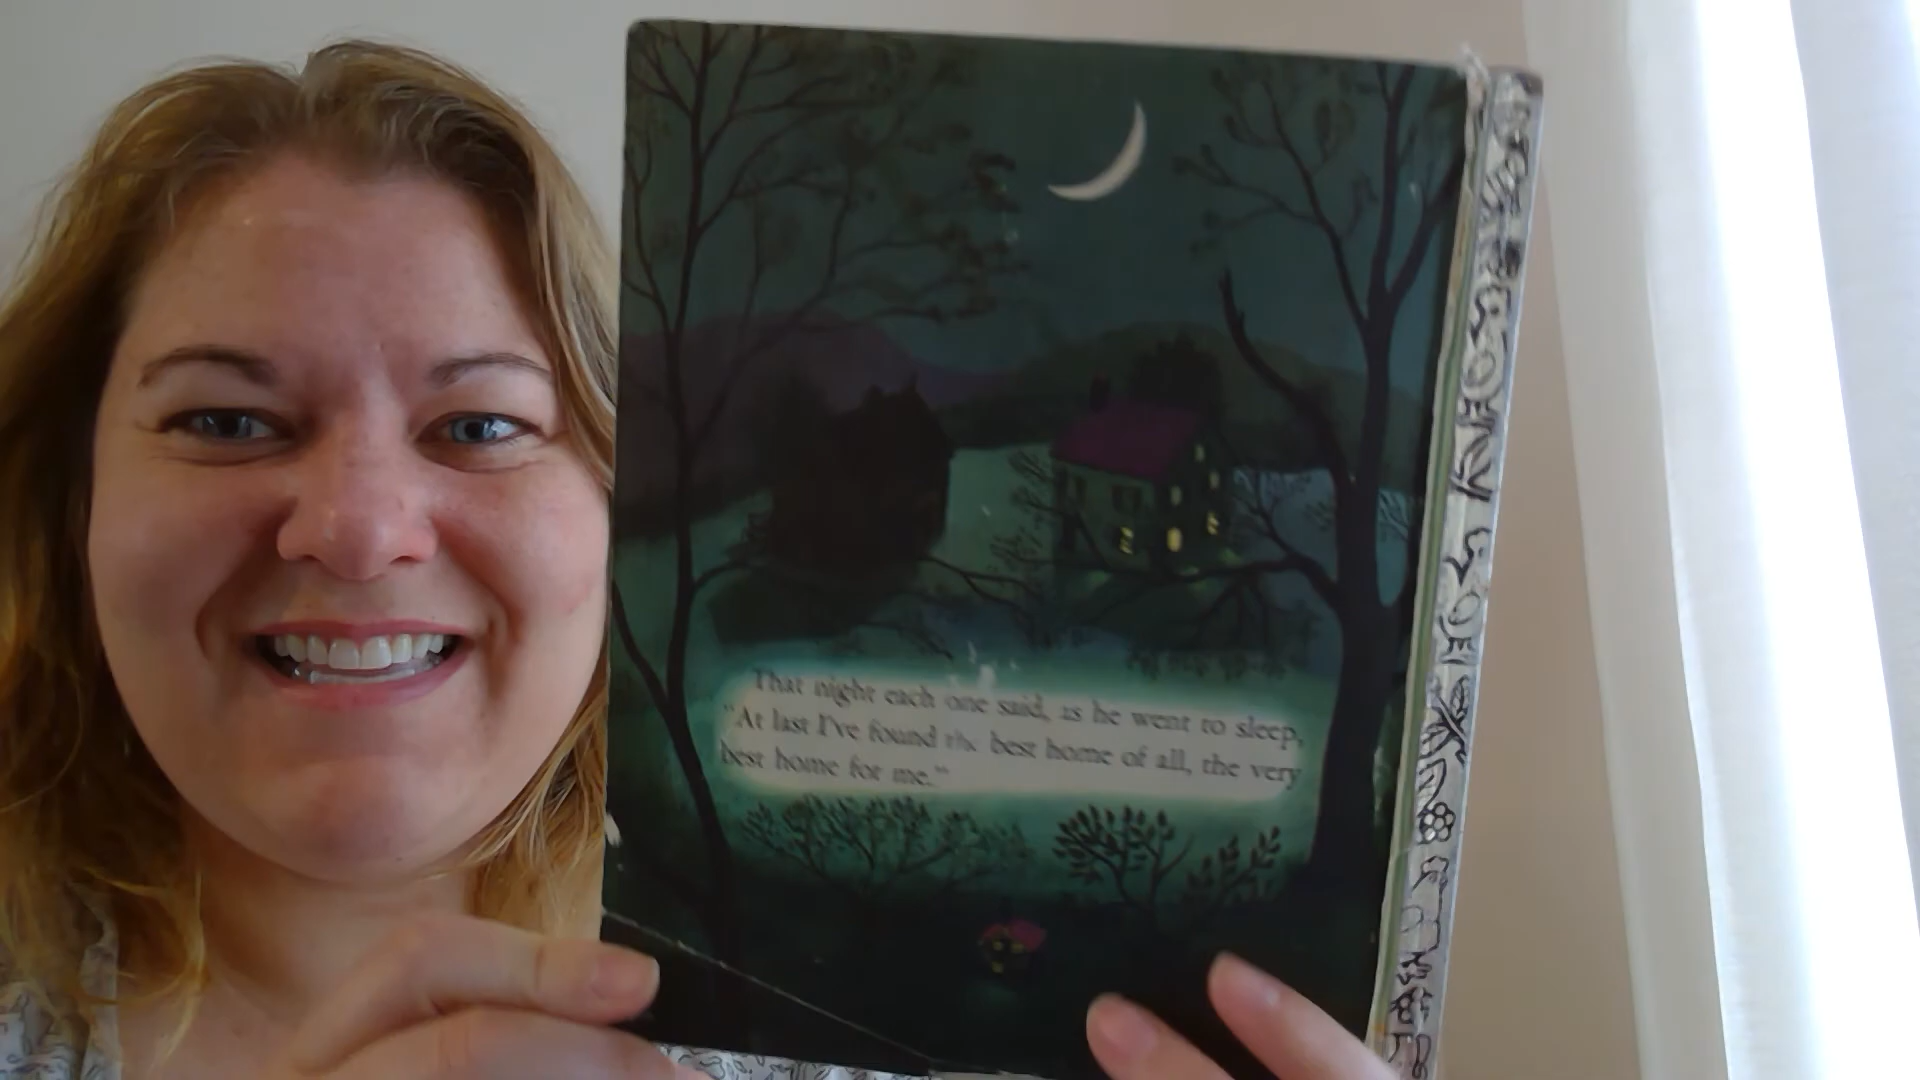 That night each one said, as he went to sleep,
"At last I've found the best home of all, the very
best home for me."